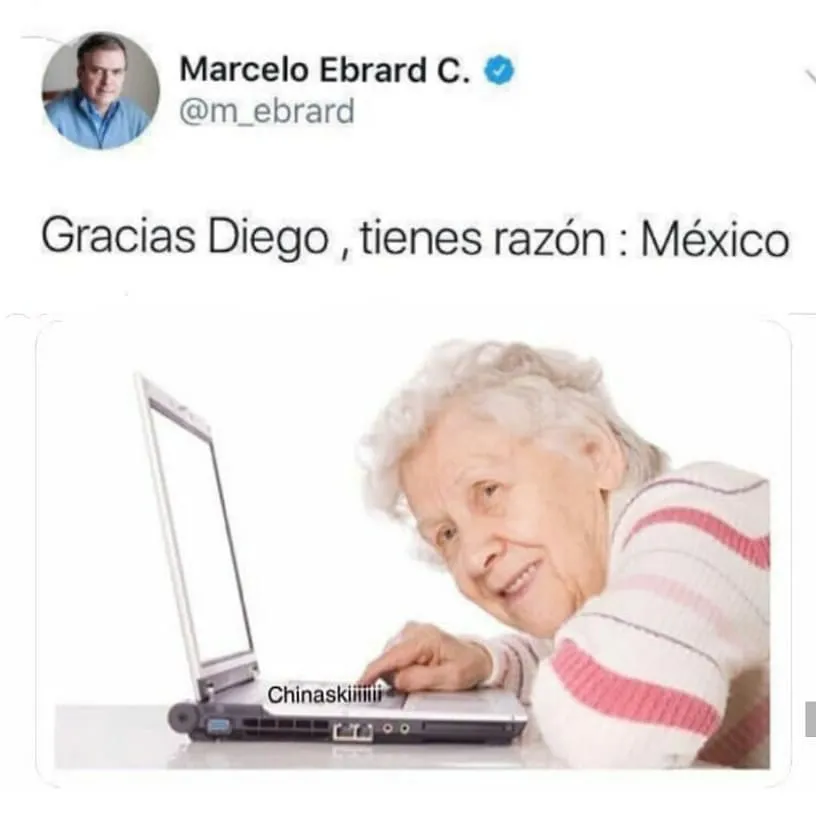 Marcelo Ebrard C.
@m_ebrard
Gracias Diego , tienes razón : México
Chinaskiiiiiii